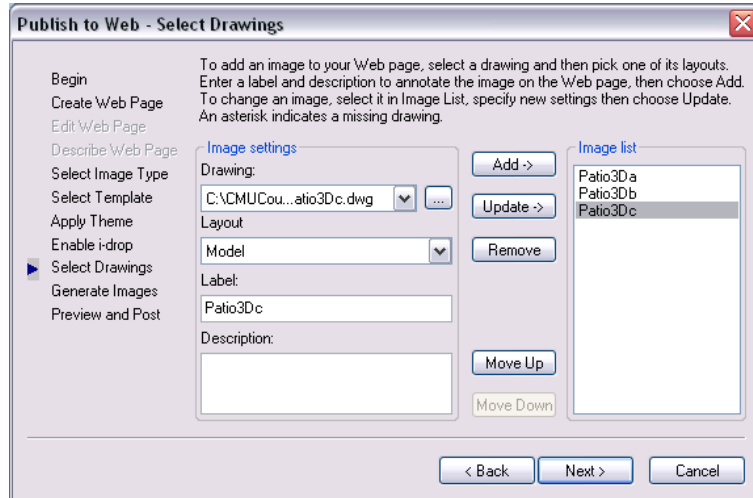 Publish to Web - Select Drawings
To add an image to your Web page, select a drawing and then pick one of its layouts.
Enter a label and description to annotate the image on the Web page, then choose Add.
To change an image, select it in Image List, specify new settings then choose Update.
An asterisk indicates a missing drawing.
Begin
Create Web Page
Edit Web Page
Describe Web Page
Select Image Type
Select Template
Apply Theme
Enable i-drop
Select Drawings
Generate Images
Preview and Post
Image settings
Drawing:
C:\CMUCou...atio3Dc.dwg
...
Layout
Model
Label:
Patio3Dc
Description:
Add ->
Update ->
Remove
Move Up
Move Down
Image list
Patio3Da
Patio3Db
Patio3Dc
< Back
Next >
Cancel